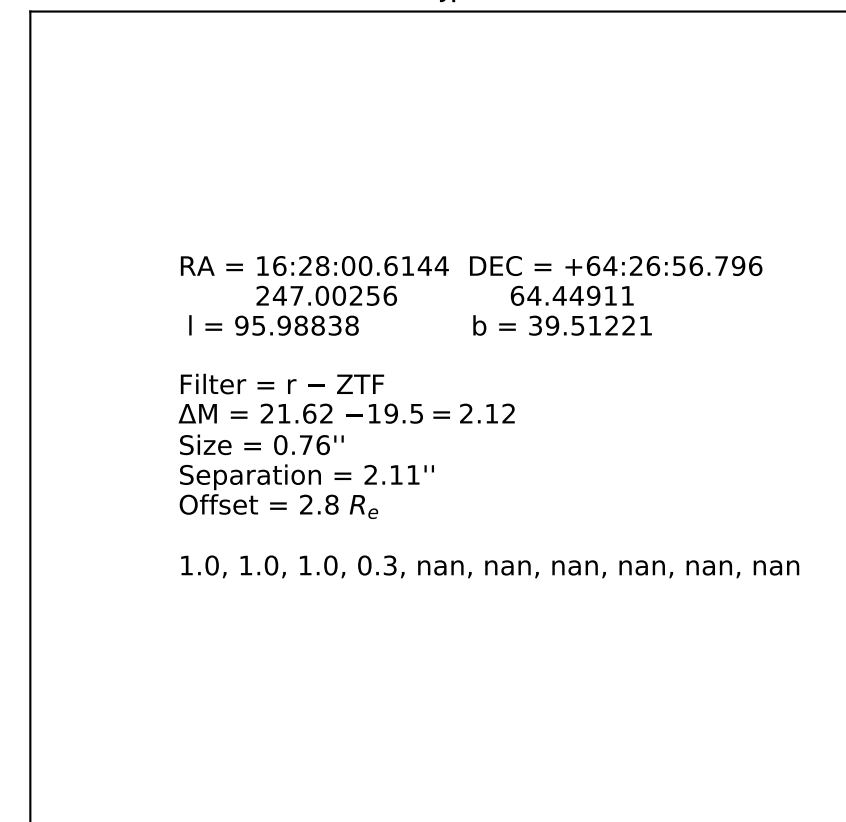 RA = 16:28:00.6144 DEC = +64:26:56.796
247.00256 64.44911
l = 95.98838 b = 39.51221
Filter = r − ZTF
ΔM = 21.62 −19.5 = 2.12
Size = 0.76''
Separation = 2.11''
Offset = 2.8 Re
1.0, 1.0, 1.0, 0.3, nan, nan, nan, nan, nan, nan